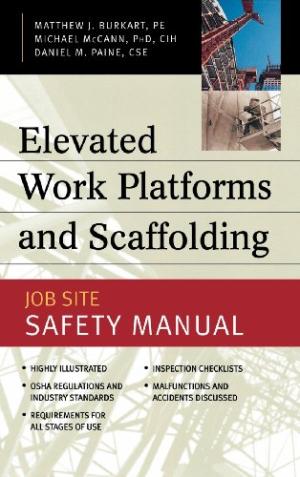 MATTHEW J. BURKART, PE
MICHAEL McCANN, PHD, CIH
DANIEL M. PAINE, CSE
Elevated
Work Platforms
and Scaffolding
JOB SITE
SAFETY MANUAL
• HIGHLY ILLUSTRATED
• OSHA REGULATIONS AND
INDUSTRY STANDARDS
• REQUIREMENTS FOR
ALL STAGES OF USE
• INSPECTION CHECKLISTS
• MALFUNCTIONS AND
ACCIDENTS DISCUSSED